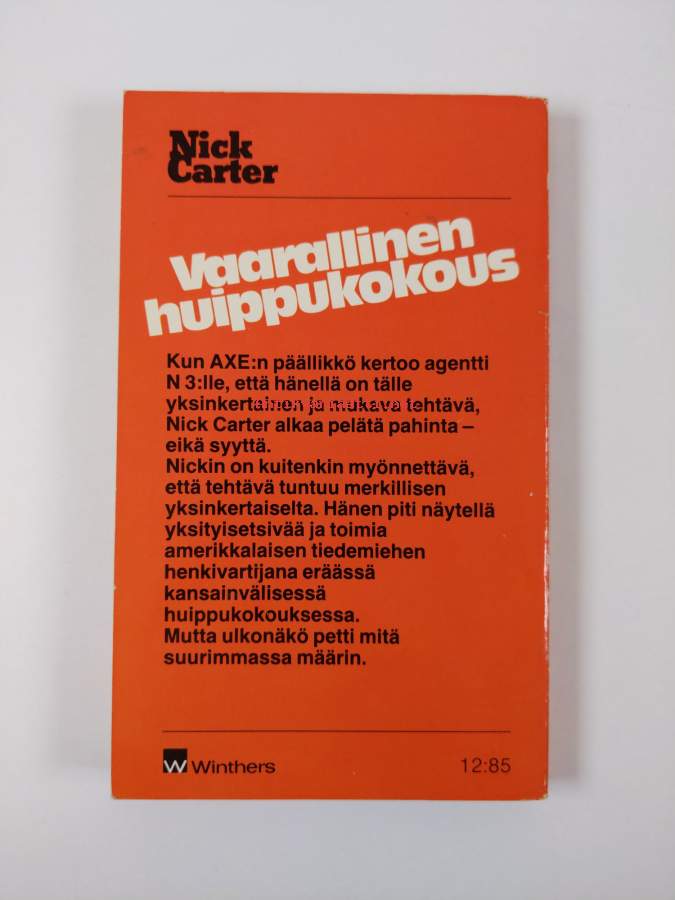 Nick
Carter
Vaarallinen
huippukokous
Kun AXE:n päällikkö kertoo agentti
N 3:lle, että hänellä on tälle
yksinkertainen ja mukava tehtävä,
Nick Carter alkaa pelätä pahinta –
eikä syyttä.
Nickin on kuitenkin myönnettävä,
että tehtävä tuntuu merkillisen
yksinkertaiselta. Hänen piti näytellä
yksityisetsivää ja toimia
amerikkalaisen tiedemiehen
henkivartijana eräässä
kansainvälisessä
huippukokouksessa.
Mutta ulkonäkö petti mitä
suurimmassa määrin.
W Winthers
12:85